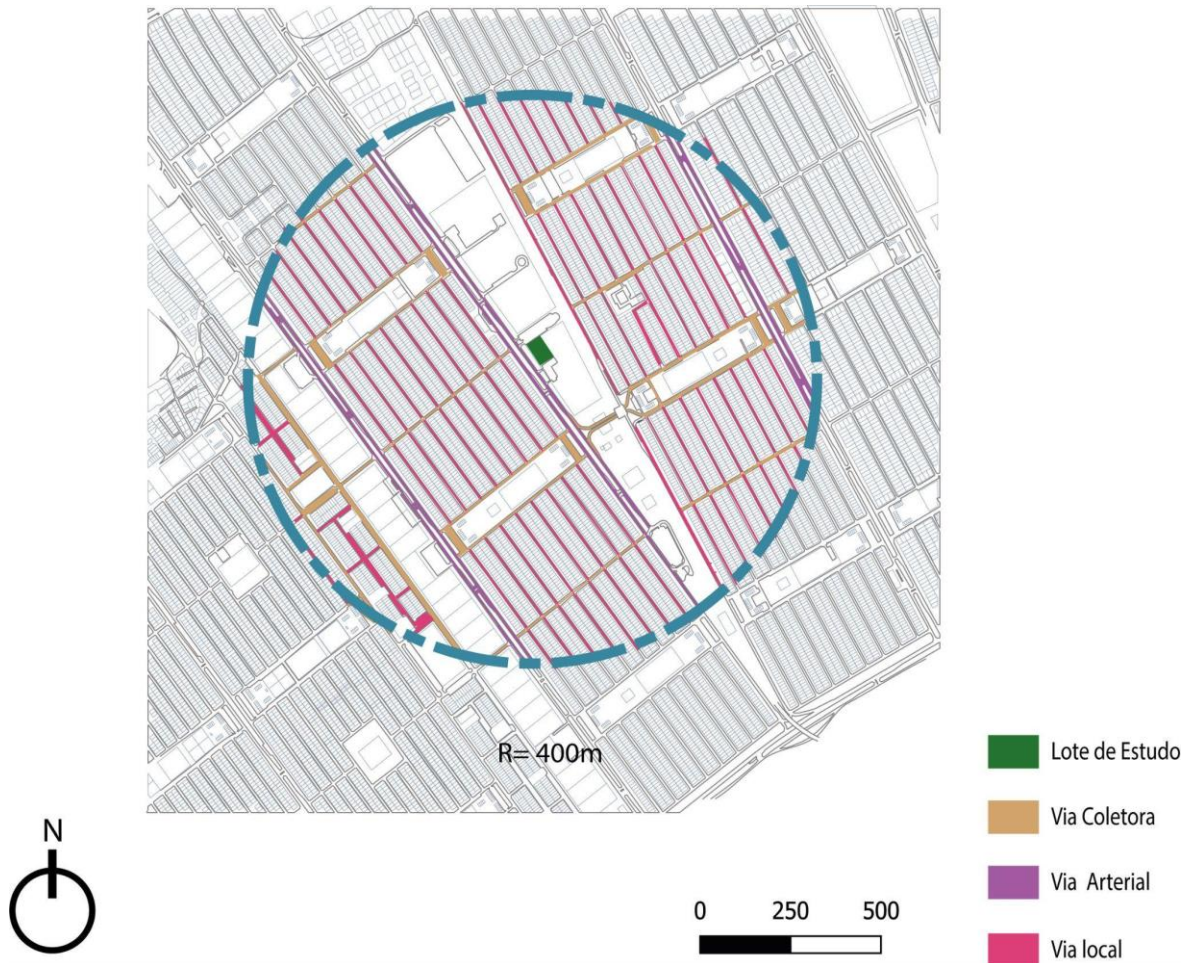 R= 400m
N
0 250 500
Lote de Estudo
Via Coletora
Via Arterial
Via local